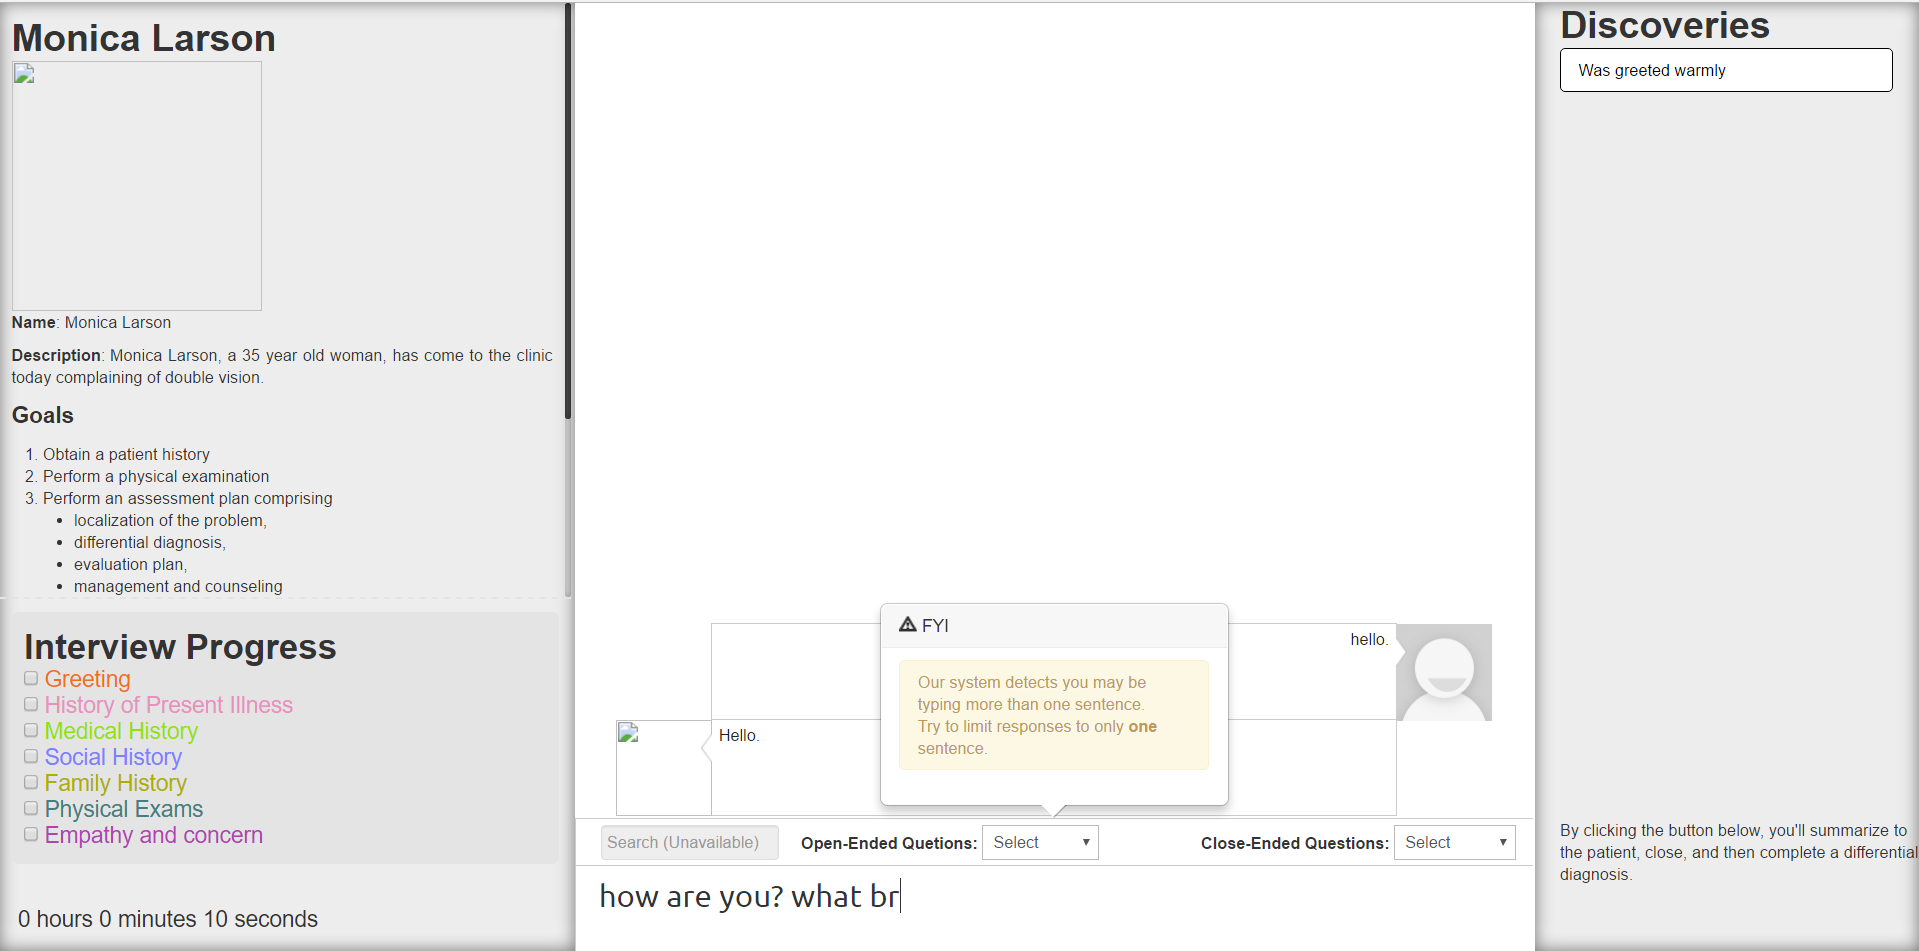 Monica Larson
Name: Monica Larson
Description: Monica Larson, a 35 year old woman, has come to the clinic
today complaining of double vision.
Goals
1. Obtain a patient history
2. Perform a physical examination
3. Perform an assessment plan comprising
• localization of the problem,
• differential diagnosis,
• evaluation plan,
• management and counseling
Interview Progress
Greeting
History of Present Illness
Medical History
Social History
Family History
Physical Exams
Empathy and concern
0 hours 0 minutes 10 seconds
hello.
Hello.
FYI
Our system detects you may be
typing more than one sentence.
Try to limit responses to only one
sentence.
Search (Unavailable) Open-Ended Quetions: Select Close-Ended Questions: Select
how are you? what br
Discoveries
Was greeted warmly
By clicking the button below, you'll summarize to
the patient, close, and then complete a differential
diagnosis.